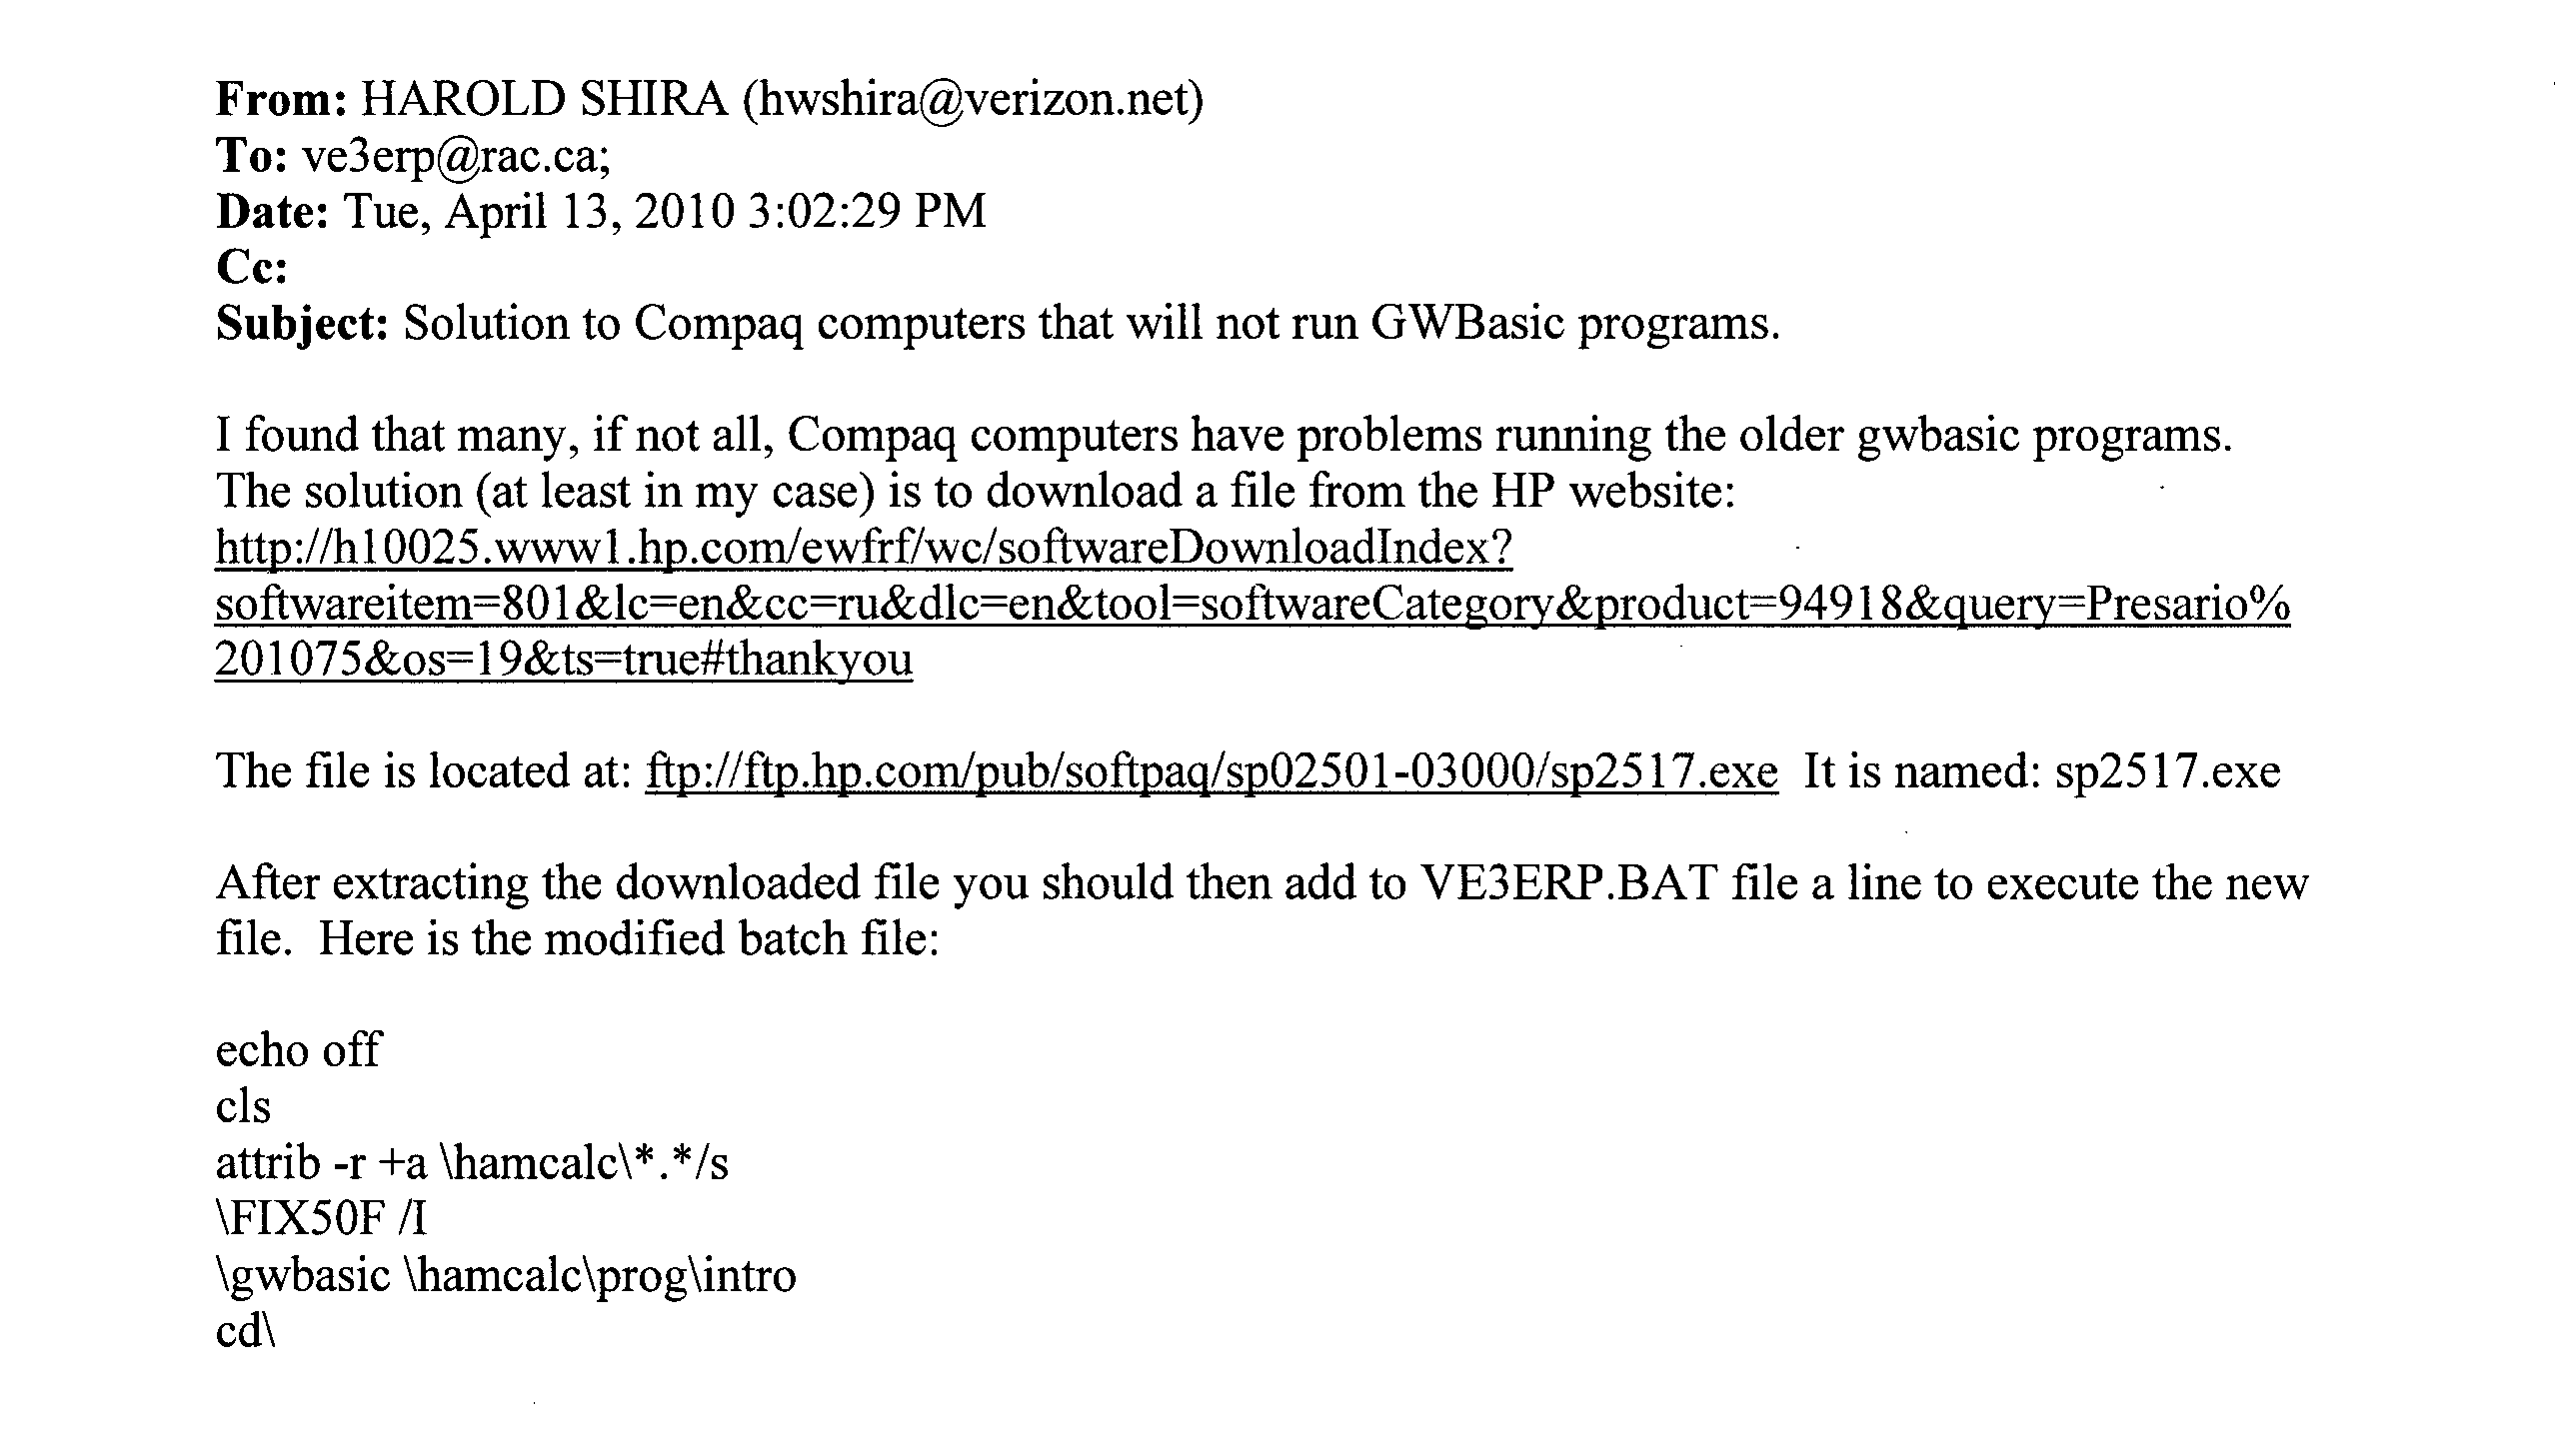 From: HAROLD SHIRA (hwshira@verizon.net)
To: ve3erp@rac.ca;
Date: Tue, April 13, 2010 3:02:29 PM
Cc:
Subject: Solution to Compaq computers that will not run GWBasic programs.
I found that many, if not all, Compaq computers have problems running the older gwbasic programs.
The solution (at least in my case) is to download a file from the HP website:
http://h10025.www1.hp.com/ewfrf/wc/softwareDownloadIndex?
softwareitem=801&lc=en&cc=ru&dlc=en&tool=softwareCategory&product=94918&query=Presario%
201075&os=19&ts=true#thankyou
The file is located at: ftp://ftp.hp.com/pub/softpaq/sp02501-03000/sp2517.exe  It is named: sp2517.exe
After extracting the downloaded file you should then add to VE3ERP.BAT file a line to execute the new
file.  Here is the modified batch file:
echo off
cls
attrib -r +a \hamcalc\*.*/s
\FIX50F /I
\gwbasic \hamcalc\prog\intro
cd\